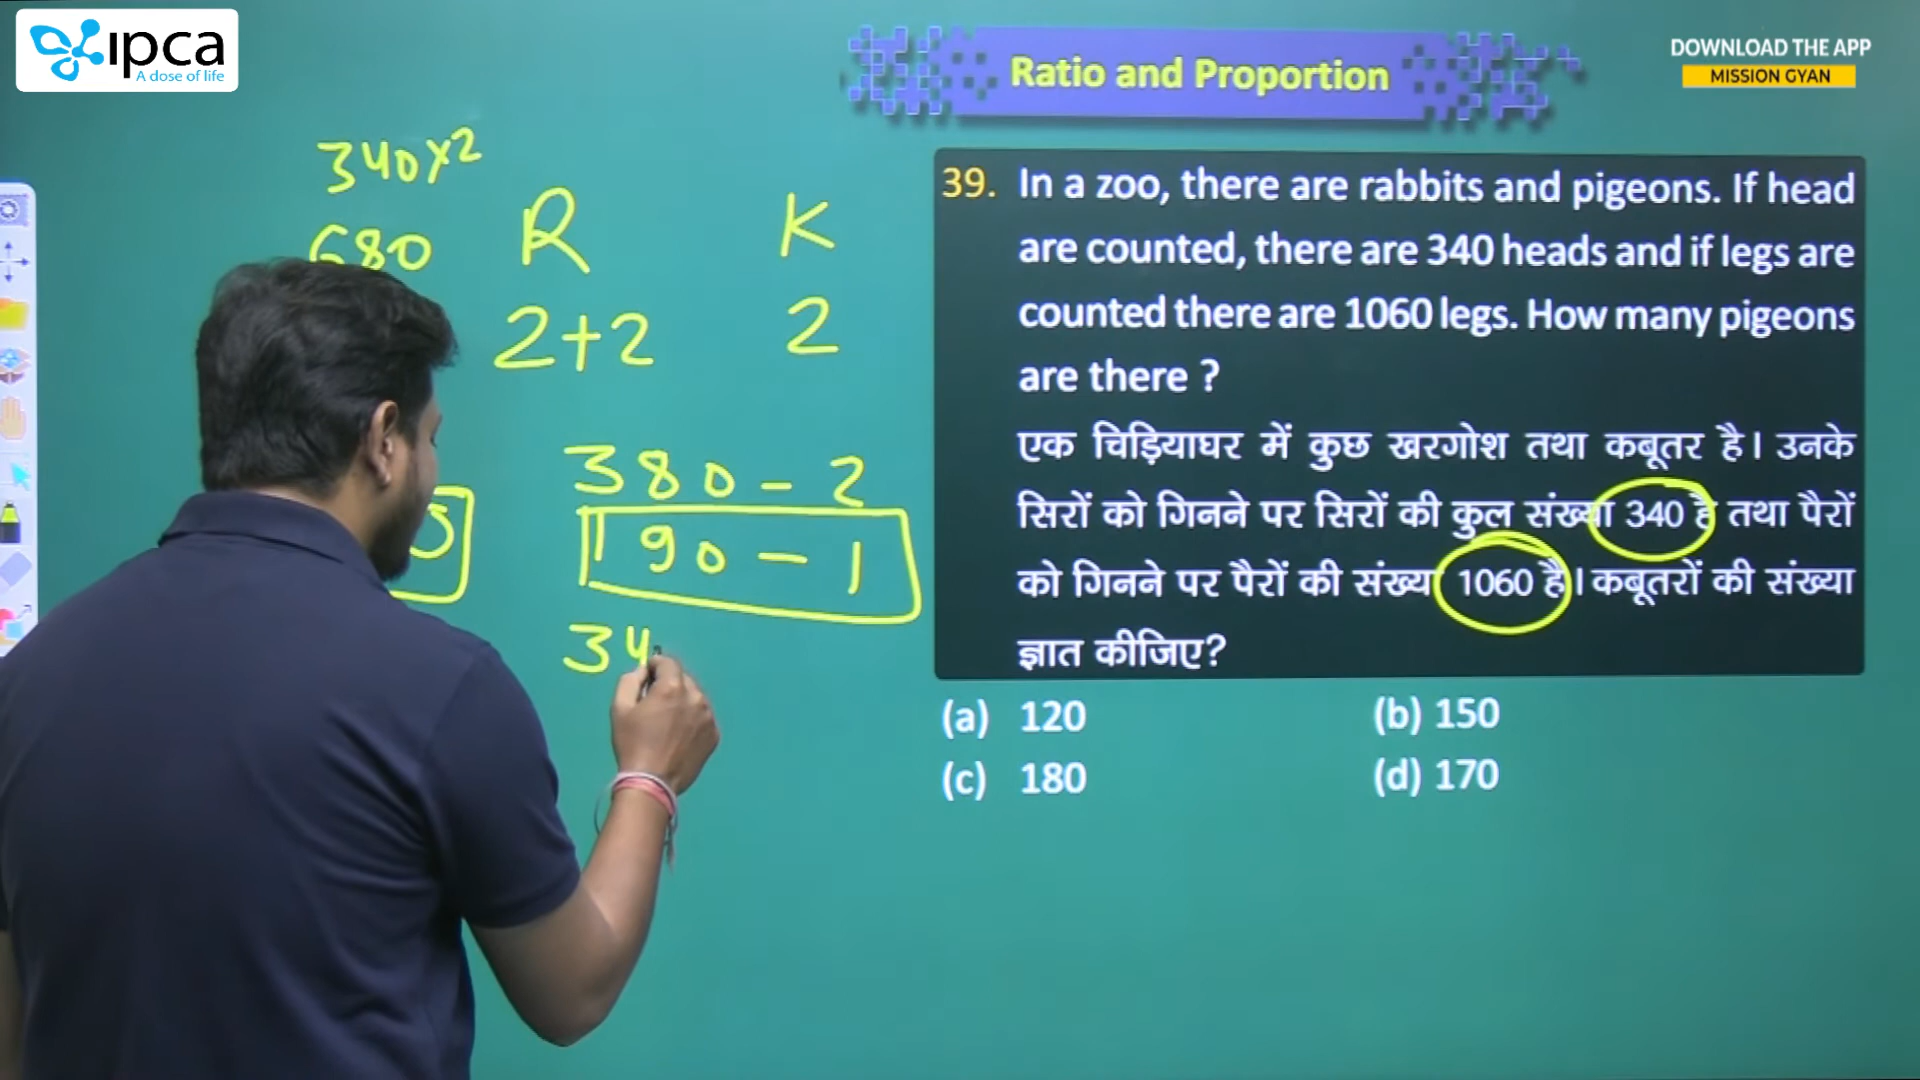 ipca
A dose of life
Ratio and Proportion
DOWNLOAD THE APP
MISSION GYAN
340x2
680
R K
2+2 2
380 - 2
190 - 1
34
39. In a zoo, there are rabbits and pigeons. If head
are counted, there are 340 heads and if legs are
counted there are 1060 legs. How many pigeons
are there ?
एक चिड़ियाघर में कुछ खरगोश तथा कबूतर है। उनके
सिरों को गिनने पर सिरों की कुल संख्या 340 है तथा पैरों
को गिनने पर पैरों की संख्या 1060 है। कबूतरों की संख्या
ज्ञात कीजिए?
(a) 120 (b) 150
(c) 180 (d) 170